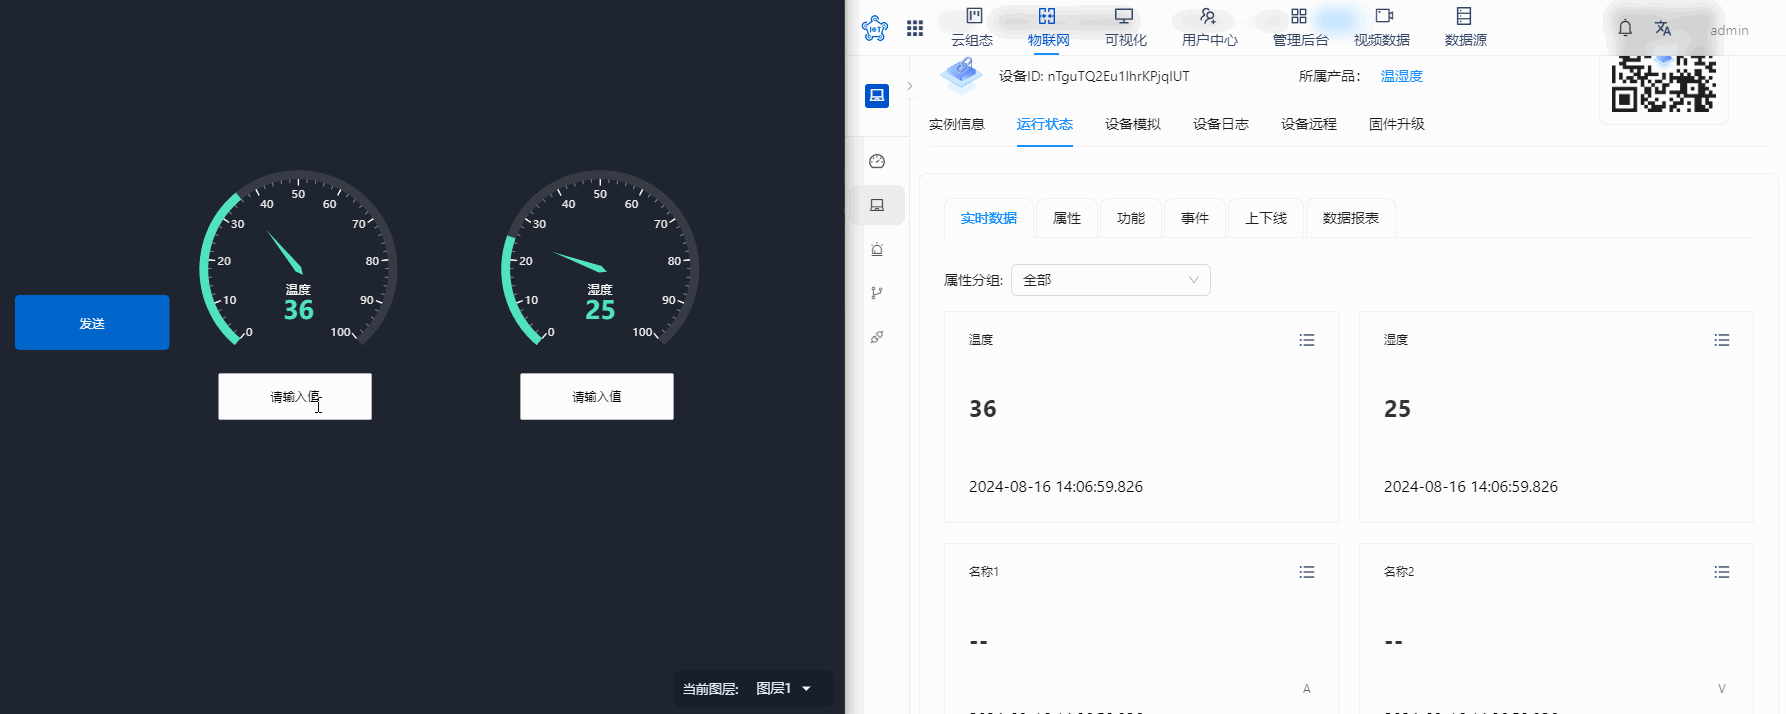 发送
0
10
20
30
40
50
60
70
80
90
100
温度
36
请输入值
0
10
20
30
40
50
60
70
80
90
100
湿度
25
请输入值
当前图层: 图层1
IoT
云组态
物联网
可视化
用户中心
管理后台
视频数据
数据源
admin
设备ID: nTguTQ2Eu1IhrKPjqIUT
所属产品: 温湿度
实例信息 运行状态 设备模拟 设备日志 设备远程 固件升级
实时数据 属性 功能 事件 上下线 数据报表
属性分组: 全部
温度
36
2024-08-16 14:06:59.826
湿度
25
2024-08-16 14:06:59.826
名称1
--
A
名称2
--
V